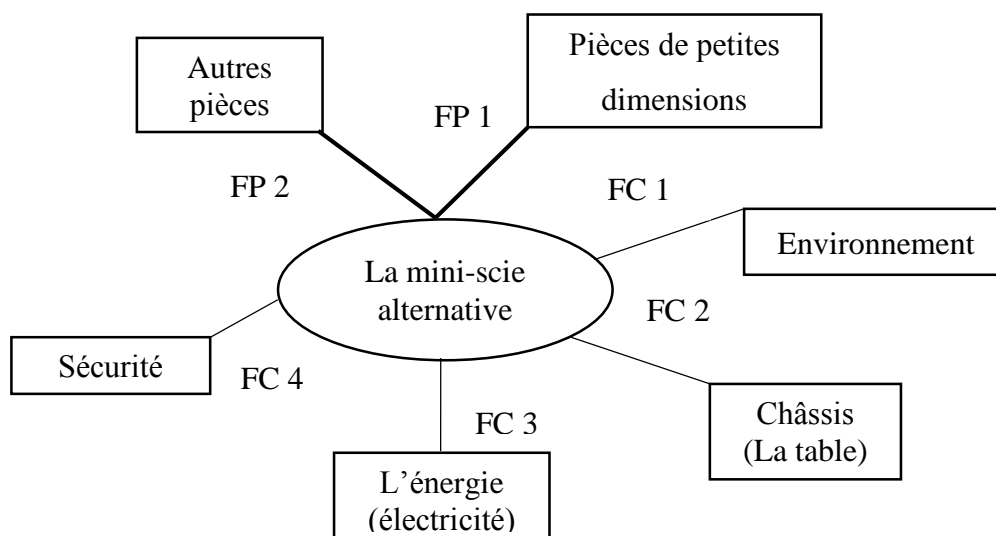 Pièces de petites
dimensions
Autres
pièces
FP 1
FP 2
FC 1
Environnement
La mini-scie
alternative
FC 2
Sécurité
FC 4
Châssis
(La table)
FC 3
L’énergie
(électricité)